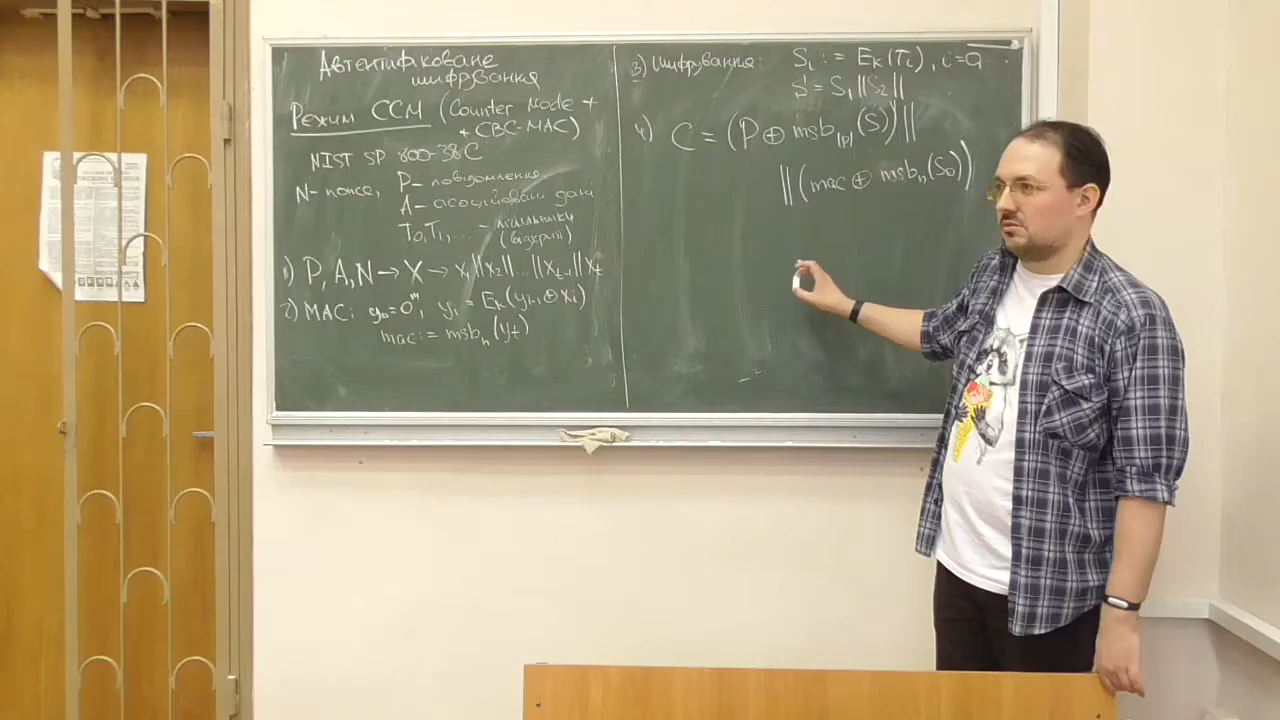 Автентифіковане
шифрування
Режим CCM (Counter Mode +
+ CBC-MAC)
NIST SP 800-38C
N - nonce, P - повідомлення
A - асоційовані дані
T₀, T₁, ... - лічильники
(відкриті)
1) P, A, N → X → x₁||x₂||...||xₜ₋₁||xₜ
2) MAC: y₀=0ᵐ, yᵢ = Eₖ(yᵢ₋₁⊕xᵢ)
mac := msbₙ(yₜ)
3) Шифрування: Sᵢ := Eₖ(Tᵢ), i=0
S = S₁||S₂||
4) C = (P ⊕ msb|P|(S)) ||
|| (mac ⊕ msbₙ(S₀))